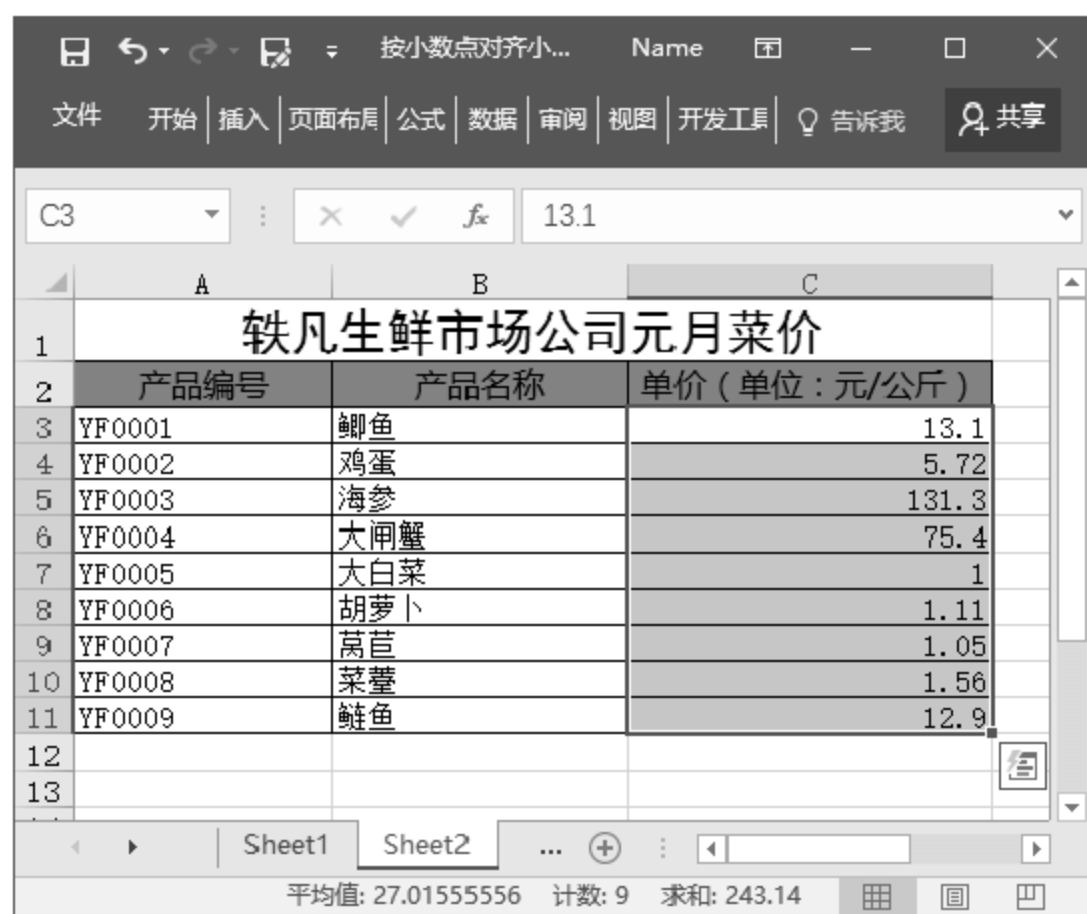 按小数点对齐小... Name
文件 开始 插入 页面布局 公式 数据 审阅 视图 开发工具 告诉我 共享
C3 fx 13.1
A B C
1 轶凡生鲜市场公司元月菜价
2 产品编号 产品名称 单价（单位：元/公斤）
3 YF0001 鲫鱼 13.1
4 YF0002 鸡蛋 5.72
5 YF0003 海参 131.3
6 YF0004 大闸蟹 75.4
7 YF0005 大白菜 1
8 YF0006 胡萝卜 1.11
9 YF0007 莴苣 1.05
10 YF0008 菜薹 1.56
11 YF0009 鲢鱼 12.9
12
13
Sheet1 Sheet2 ...
平均值: 27.01555556 计数: 9 求和: 243.14